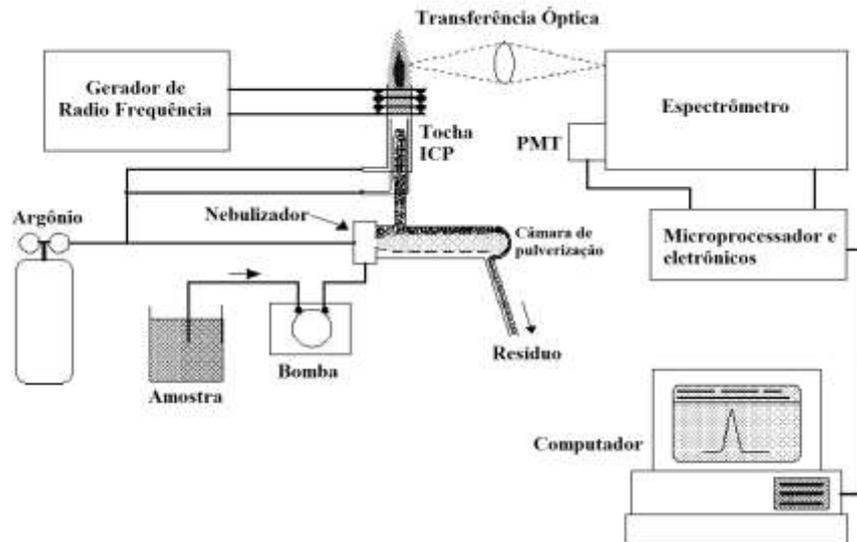 Transferência Óptica
Gerador de
Radio Frequência
Espectrômetro
Tocha
ICP
PMT
Argônio
Nebulizador
Câmara de
pulverização
Microprocessador e
eletrônicos
Resíduo
Bomba
Amostra
Computador